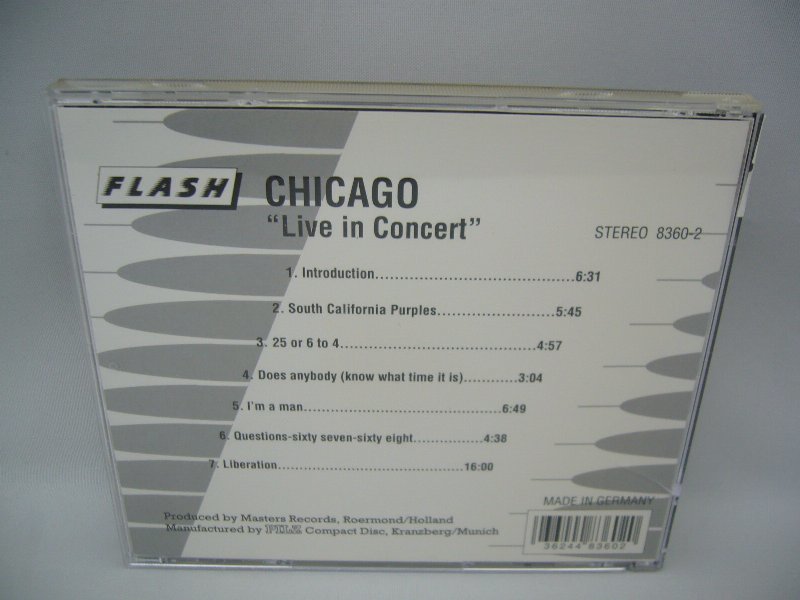 FLASH
CHICAGO
“Live in Concert”
STEREO 8360-2
1. Introduction..............................................6:31
2. South California Purples...........................5:45
3. 25 or 6 to 4.............................................4:57
4. Does anybody (know what time it is)............3:04
5. I'm a man.............................................6:49
6. Questions-sixty seven-sixty eight................4:38
7. Liberation..........................................16:00
MADE IN GERMANY
Produced by Masters Records, Roermond/Holland
Manufactured by PILZ Compact Disc, Kranzberg/Munich
36244 83602